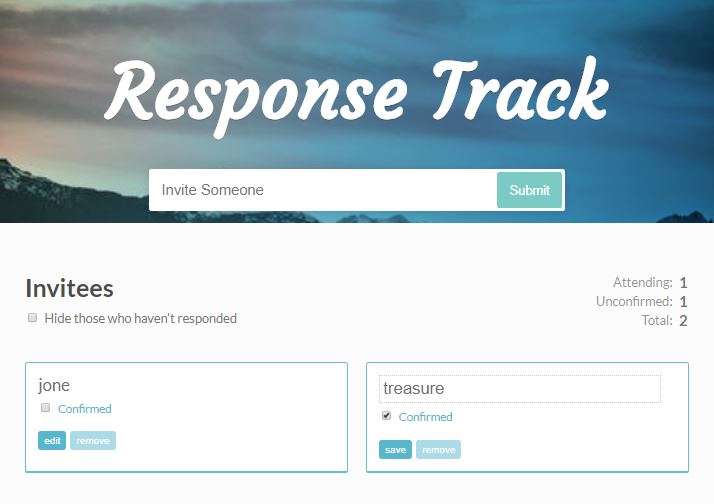 Response Track
Invite Someone
Submit
Invitees
Hide those who haven't responded
Attending: 1
Unconfirmed: 1
Total: 2
jone
Confirmed
edit remove
treasure
Confirmed
save remove